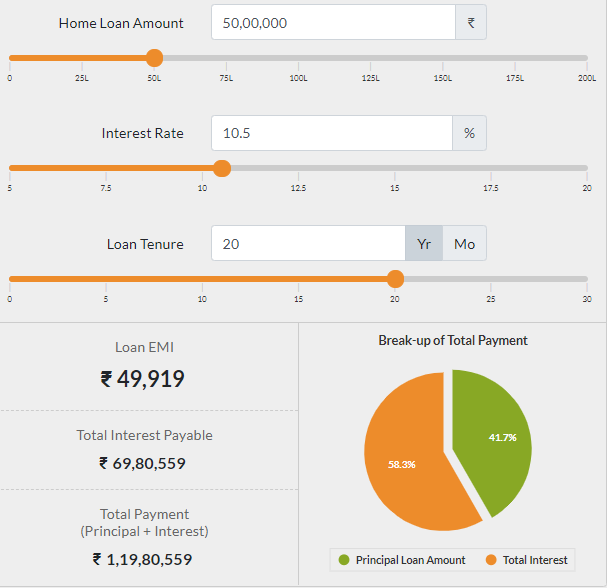 Home Loan Amount 50,00,000 ₹
0 25L 50L 75L 100L 125L 150L 175L 200L
Interest Rate 10.5 %
5 7.5 10 12.5 15 17.5 20
Loan Tenure 20 Yr Mo
0 5 10 15 20 25 30
Loan EMI
₹ 49,919
Total Interest Payable
₹ 69,80,559
Total Payment
(Principal + Interest)
₹ 1,19,80,559
Break-up of Total Payment
41.7%
58.3%
Principal Loan Amount Total Interest